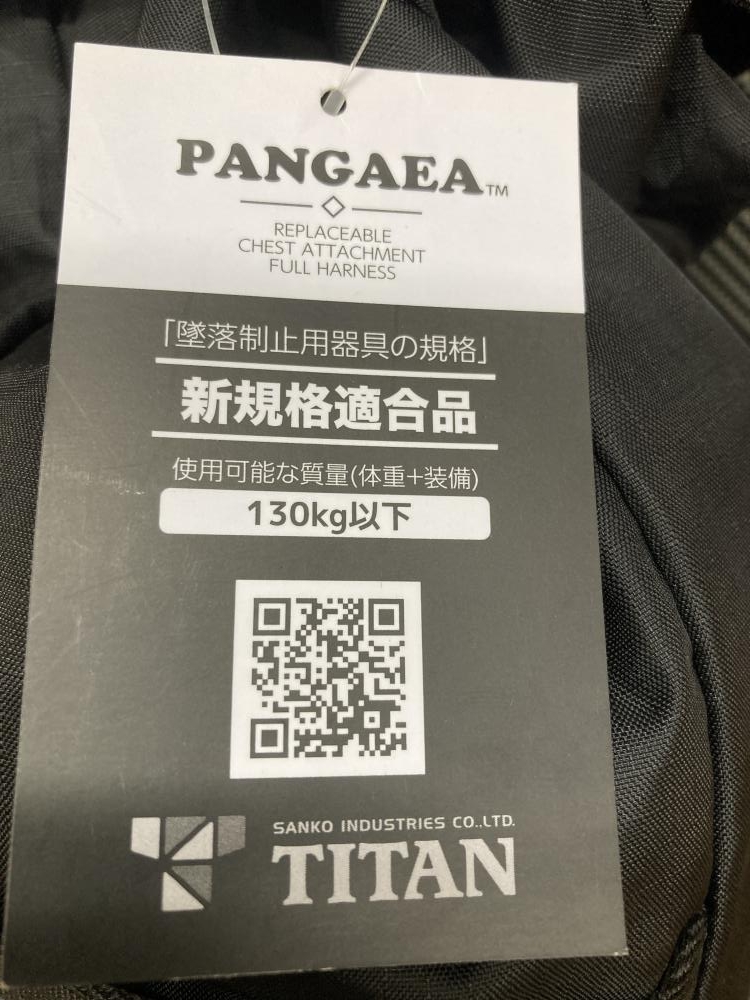 PANGAEA™
REPLACEABLE
CHEST ATTACHMENT
FULL HARNESS
「墜落制止用器具の規格」
新規格適合品
使用可能な質量(体重+装備)
130kg以下
SANKO INDUSTRIES CO.,LTD.
TITAN